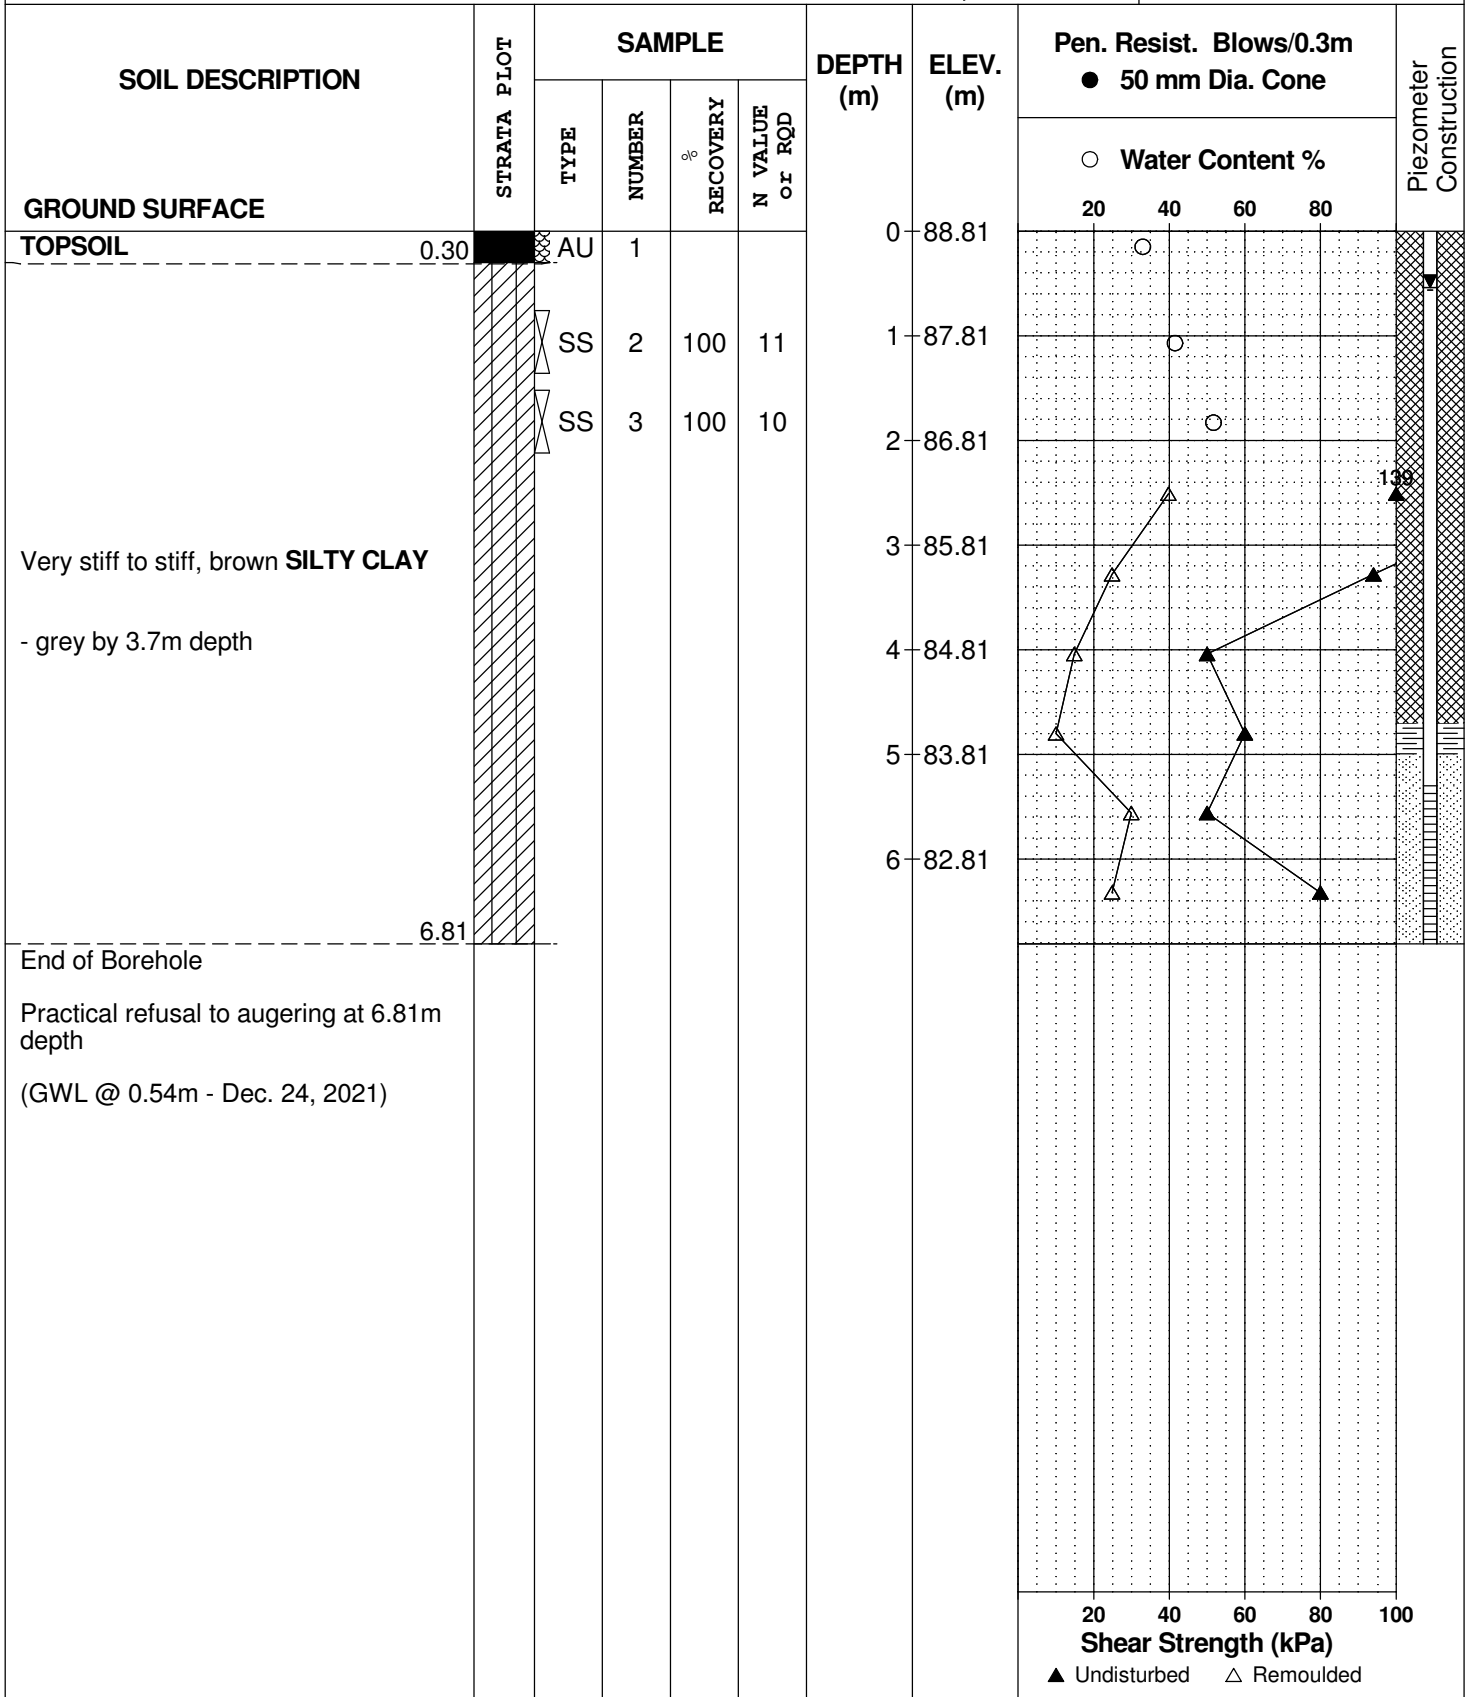 SOIL DESCRIPTION
GROUND SURFACE
STRATA PLOT
SAMPLE
TYPE
NUMBER
%
RECOVERY
N VALUE
or RQD
DEPTH
(m)
ELEV.
(m)
Pen. Resist. Blows/0.3m
● 50 mm Dia. Cone
○ Water Content %
20 40 60 80
Piezometer
Construction
TOPSOIL 0.30
AU 1
0 88.81
SS 2 100 11
1 87.81
SS 3 100 10
2 86.81
139
3 85.81
Very stiff to stiff, brown SILTY CLAY
- grey by 3.7m depth
4 84.81
5 83.81
6 82.81
6.81
End of Borehole
Practical refusal to augering at 6.81m
depth
(GWL @ 0.54m - Dec. 24, 2021)
20 40 60 80 100
Shear Strength (kPa)
▲ Undisturbed △ Remoulded